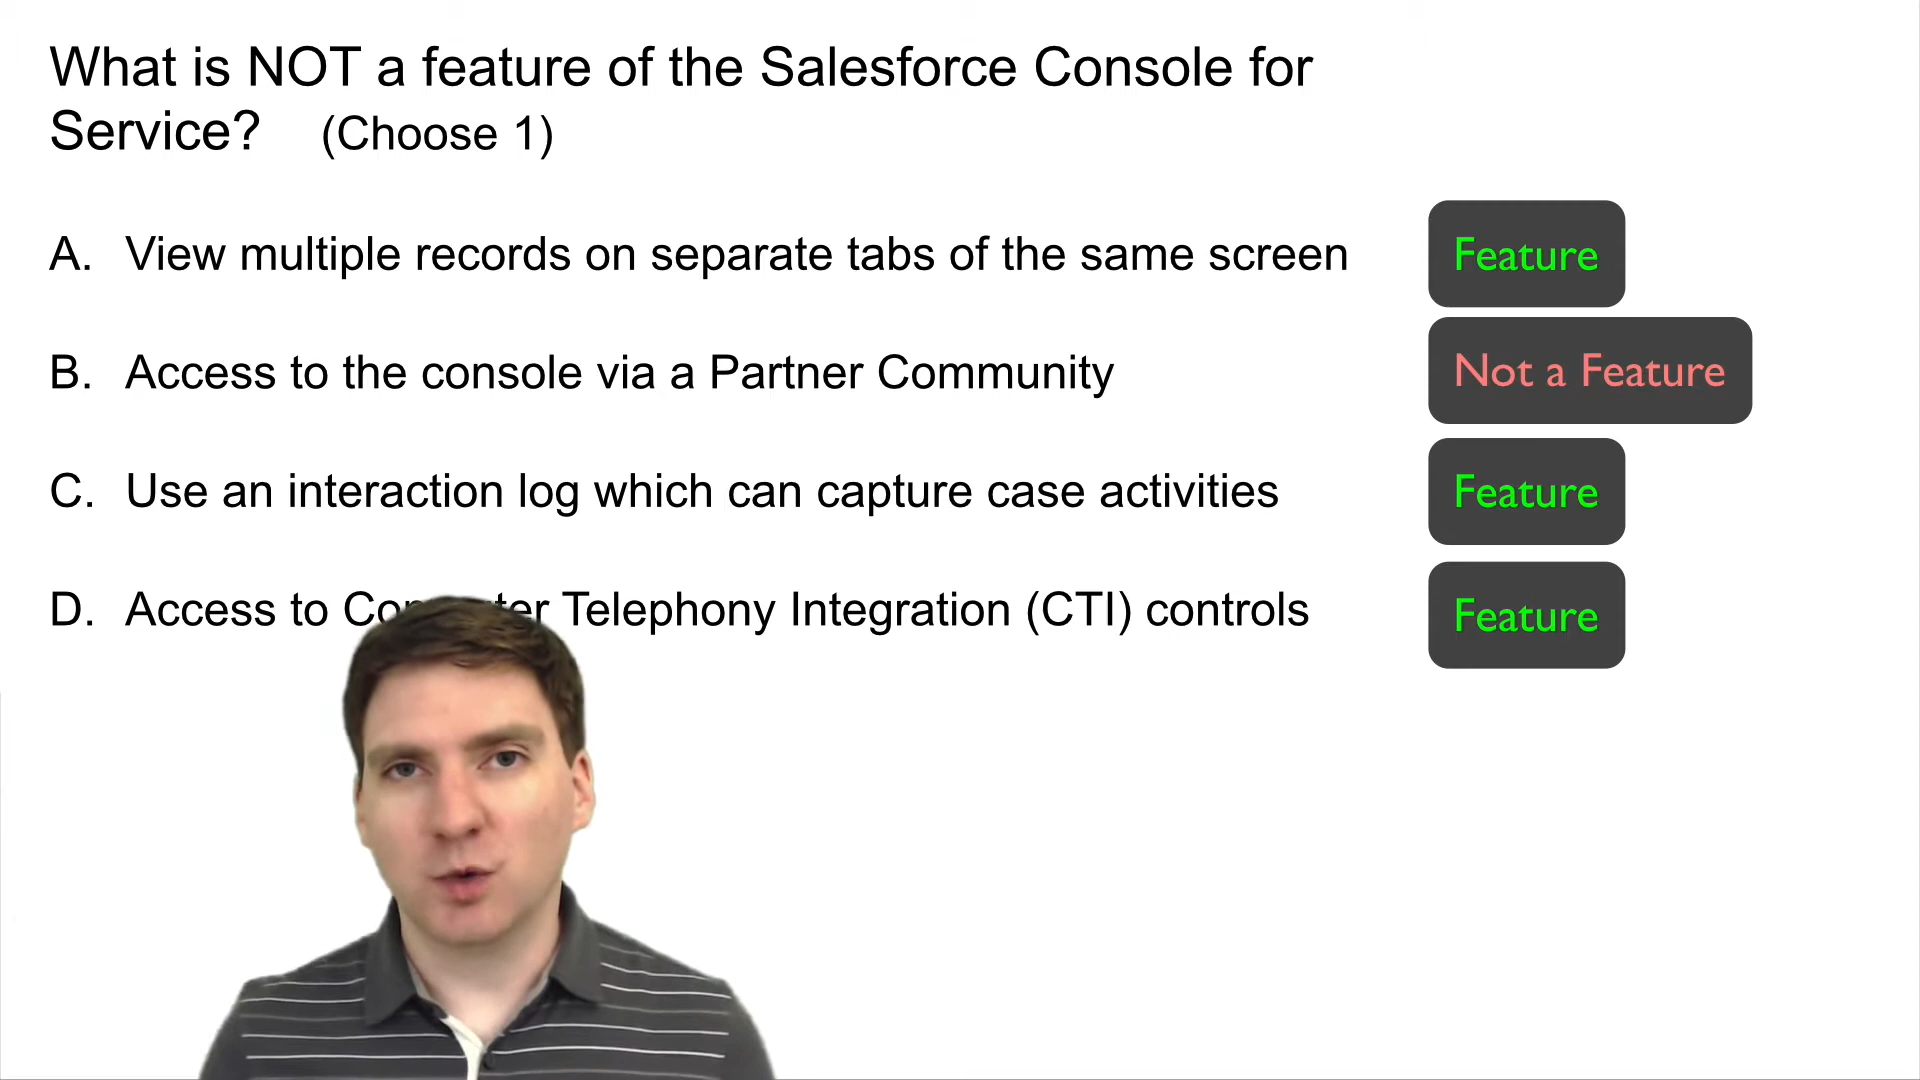 What is NOT a feature of the Salesforce Console for
Service? (Choose 1)
A. View multiple records on separate tabs of the same screen Feature
B. Access to the console via a Partner Community Not a Feature
C. Use an interaction log which can capture case activities Feature
D. Access to Telephony Integration (CTI) controls Feature